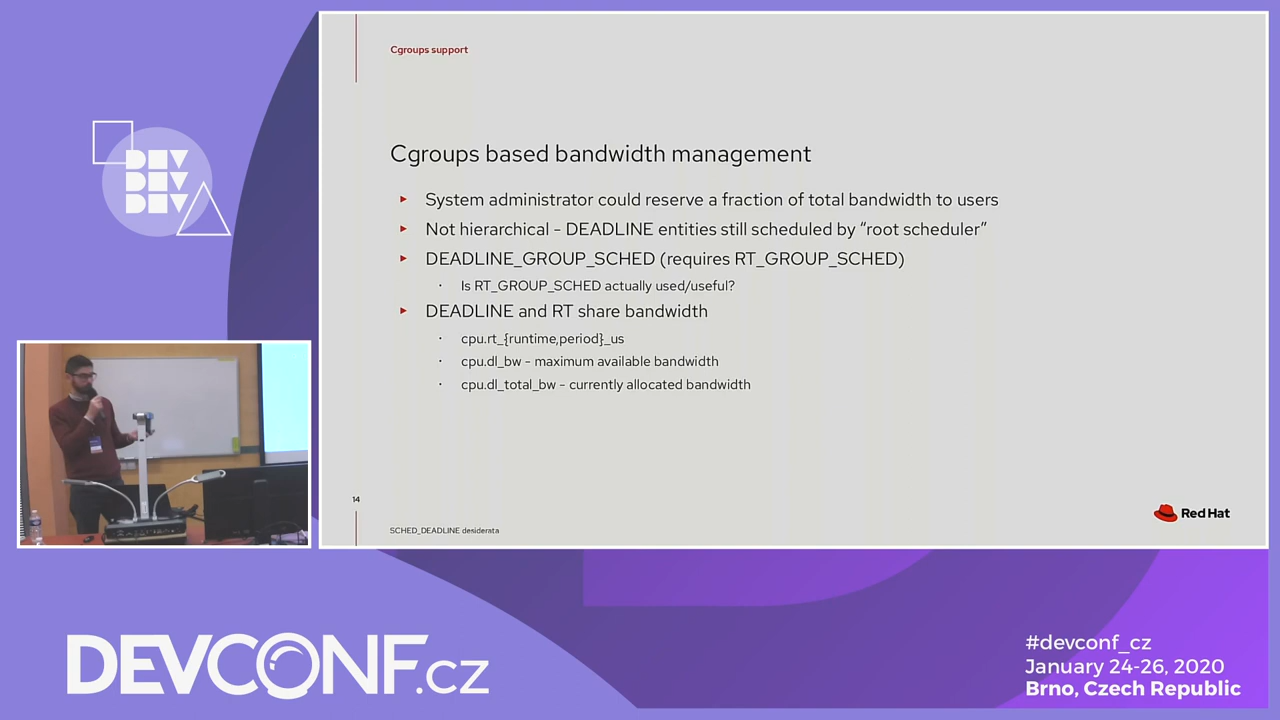 DEV
DEV
DEV
Cgroups support
Cgroups based bandwidth management
System administrator could reserve a fraction of total bandwidth to users
Not hierarchical - DEADLINE entities still scheduled by “root scheduler”
DEADLINE_GROUP_SCHED (requires RT_GROUP_SCHED)
Is RT_GROUP_SCHED actually used/useful?
DEADLINE and RT share bandwidth
cpu.rt_{runtime,period}_us
cpu.dl_bw - maximum available bandwidth
cpu.dl_total_bw - currently allocated bandwidth
14
SCHED_DEADLINE desiderata
Red Hat
DEVCONF.cz
#devconf_cz
January 24-26, 2020
Brno, Czech Republic